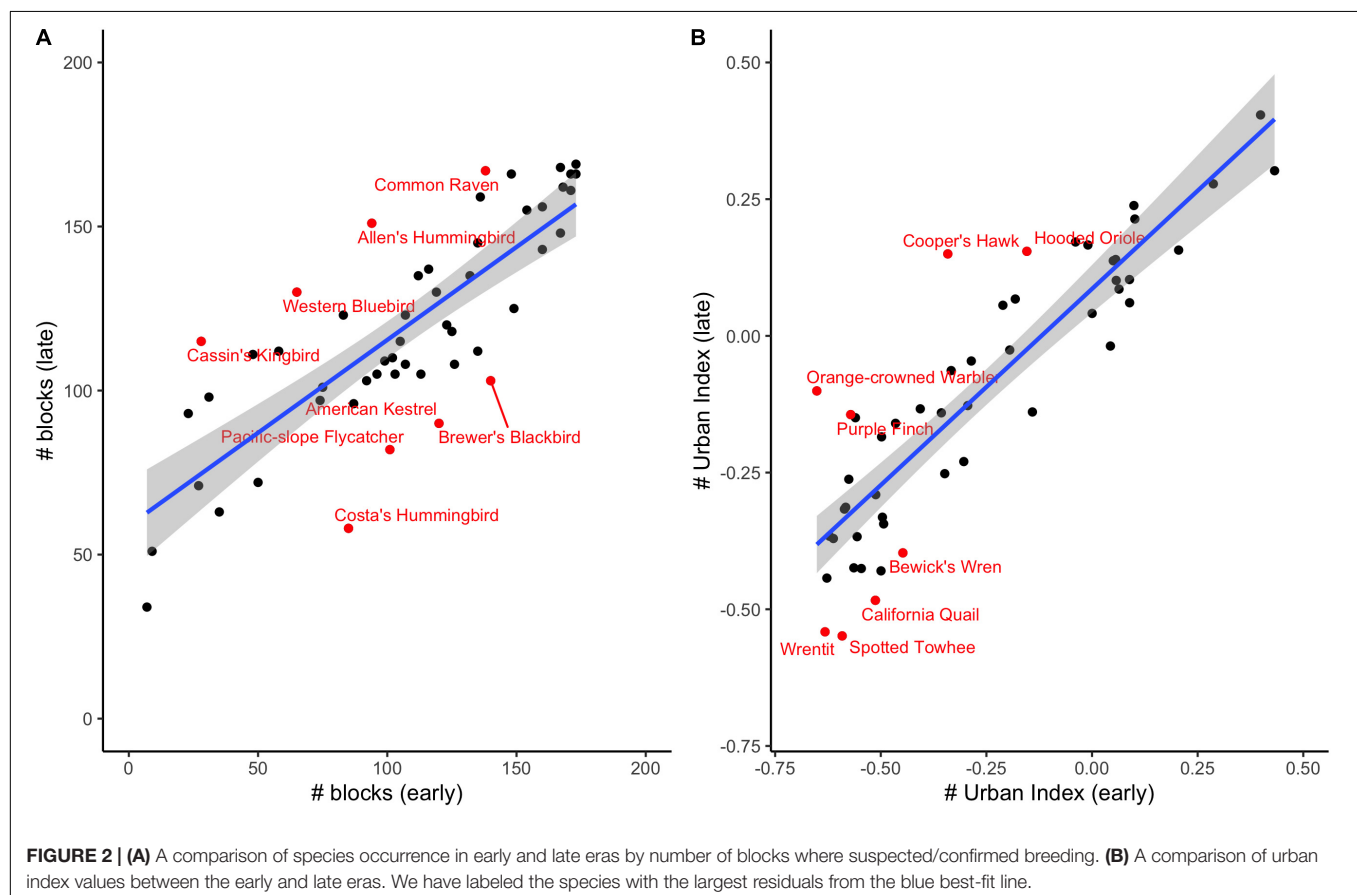 A
200
150
100
50
0
# blocks (late)
Common Raven
Allen's Hummingbird
Western Bluebird
Cassin's Kingbird
American Kestrel
Pacific-slope Flycatcher
Brewer's Blackbird
Costa's Hummingbird
0 50 100 150 200
# blocks (early)
B
0.50
0.25
0.00
-0.25
-0.50
-0.75
# Urban Index (late)
Cooper's Hawk
Hooded Oriole
Orange-crowned Warbler
Purple Finch
Bewick's Wren
California Quail
Wrentit
Spotted Towhee
-0.75 -0.50 -0.25 0.00 0.25 0.50
# Urban Index (early)
FIGURE 2 | (A) A comparison of species occurrence in early and late eras by number of blocks where suspected/confirmed breeding. (B) A comparison of urban
index values between the early and late eras. We have labeled the species with the largest residuals from the blue best-fit line.